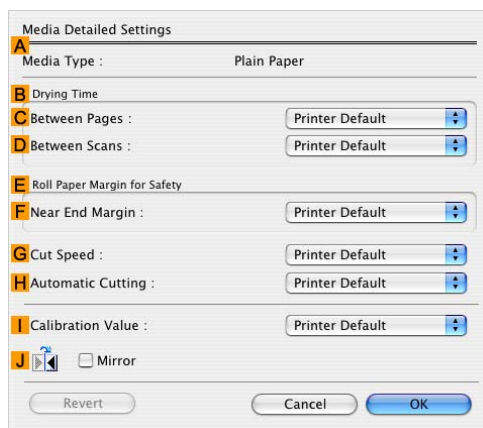 Media Detailed Settings
A
Media Type : Plain Paper
B Drying Time
C Between Pages : Printer Default
D Between Scans : Printer Default
E Roll Paper Margin for Safety
F Near End Margin : Printer Default
G Cut Speed : Printer Default
H Automatic Cutting : Printer Default
I Calibration Value : Printer Default
J Mirror
Revert Cancel OK